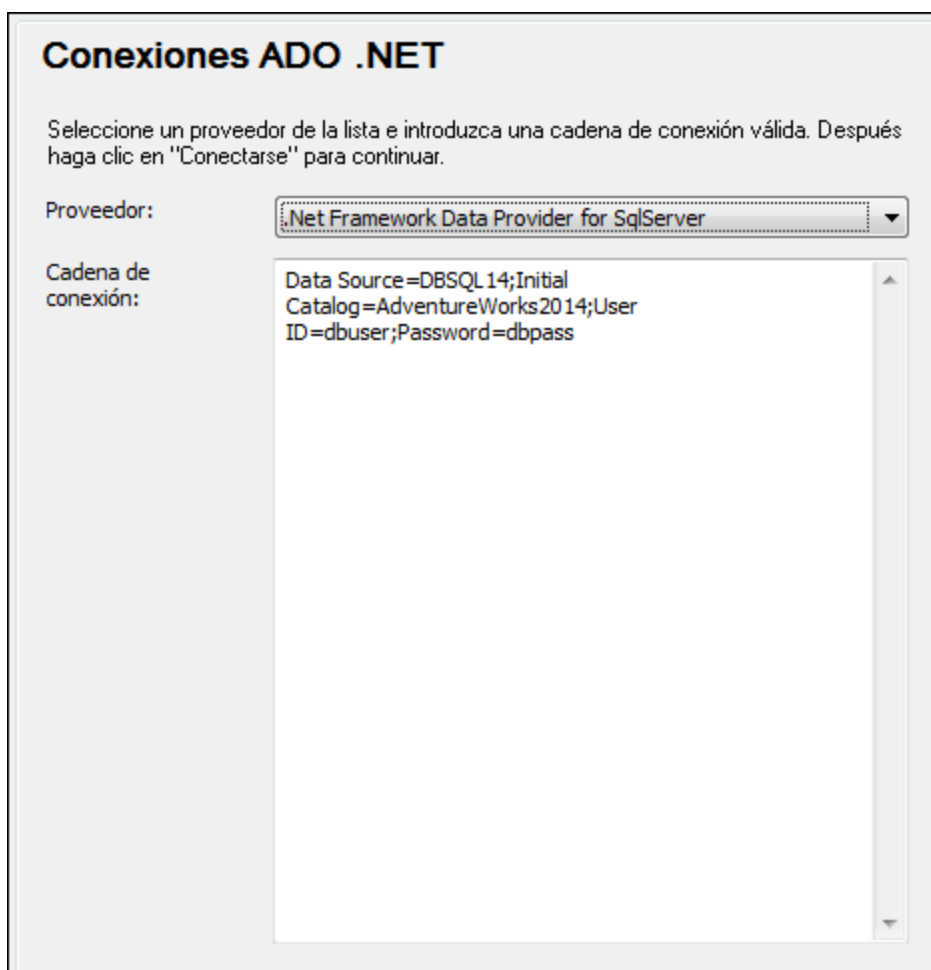 Conexiones ADO .NET
Seleccione un proveedor de la lista e introduzca una cadena de conexión válida. Después
haga clic en "Conectarse" para continuar.
Proveedor:
.Net Framework Data Provider for SqlServer
Cadena de
conexión:
Data Source=DBSQL14;Initial
Catalog=AdventureWorks2014;User
ID=dbuser;Password=dbpass